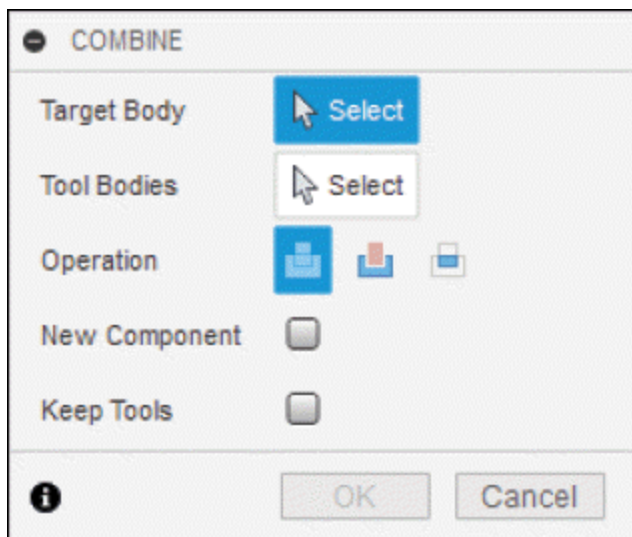 COMBINE
Target Body Select
Tool Bodies Select
Operation
New Component
Keep Tools
OK Cancel